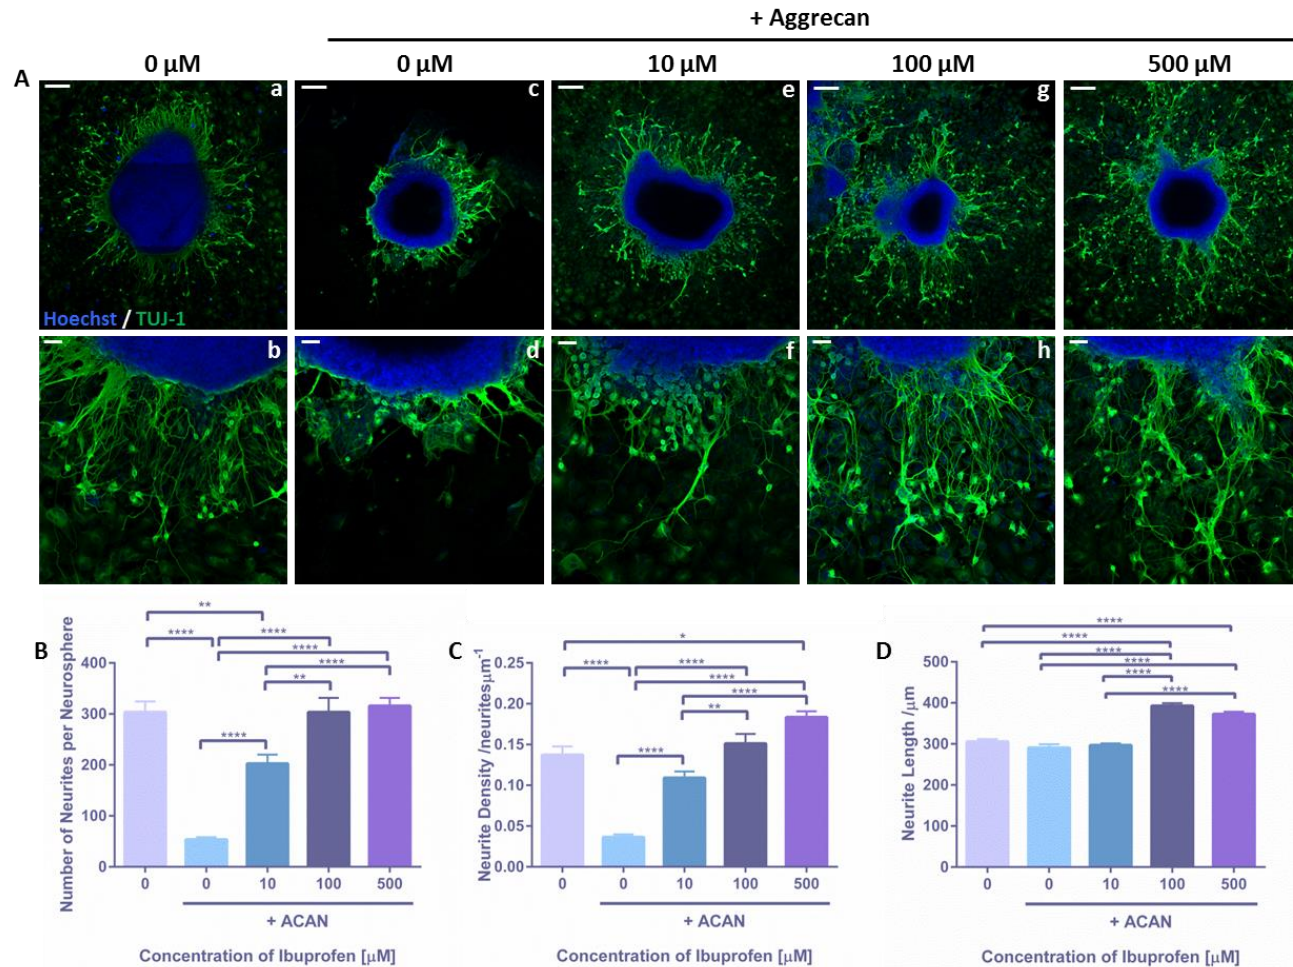 + Aggrecan
0 μM 0 μM 10 μM 100 μM 500 μM
A
a c e g i
Hoechst / TUJ-1
b d f h j
B
** **** **** **** **** ** ****
Number of Neurites per Neurosphere
400
300
200
100
0
0 0 10 100 500
+ ACAN
Concentration of Ibuprofen [μM]
C
* **** **** **** **** ** ****
Neurite Density /neuritesμm-1
0.25
0.20
0.15
0.10
0.05
0.00
0 0 10 100 500
+ ACAN
Concentration of Ibuprofen [μM]
D
**** **** **** **** **** ****
Neurite Length /μm
500
400
300
200
100
0
0 0 10 100 500
+ ACAN
Concentration of Ibuprofen [μM]